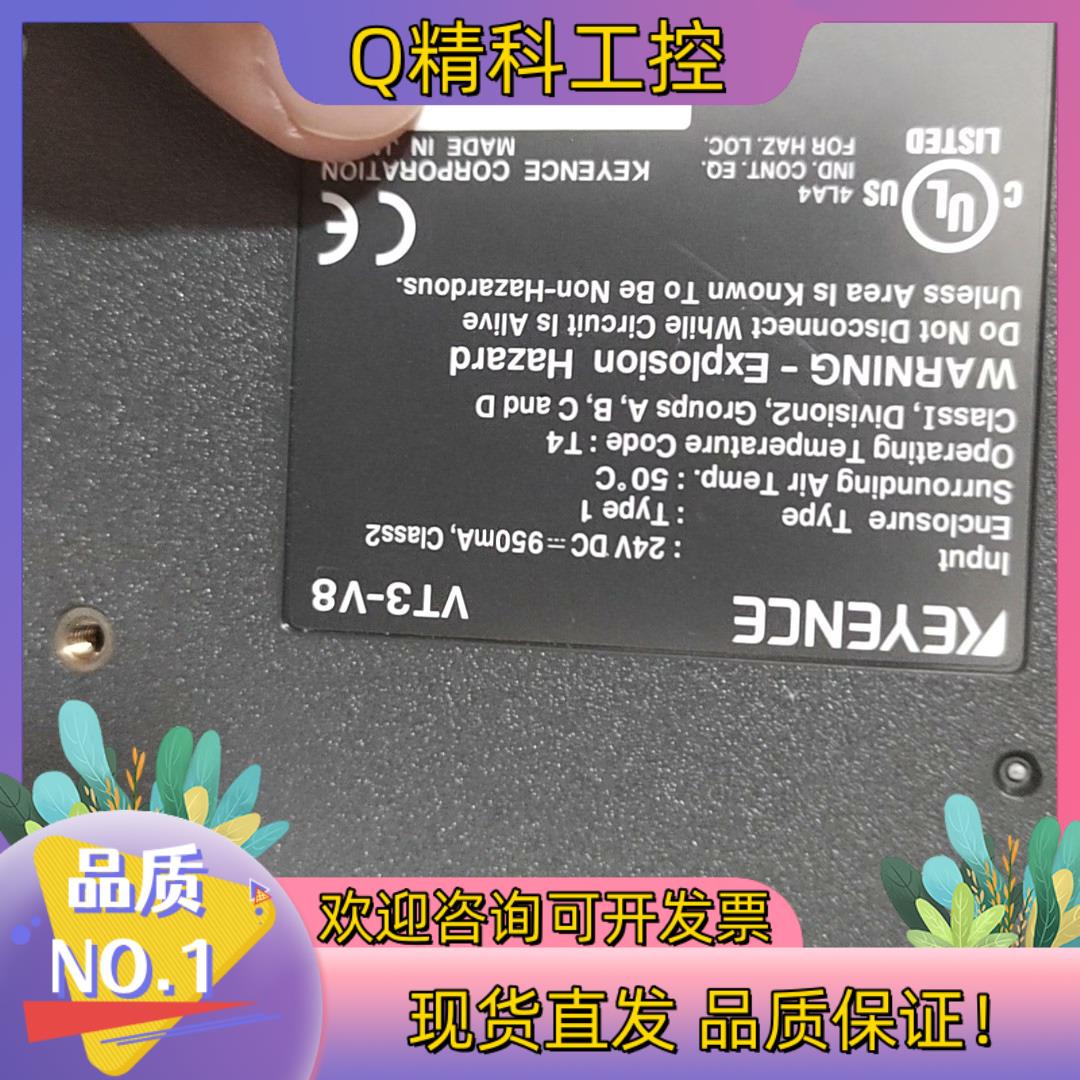 Q精科工控
KEYENCE VT3-V8
Input : 24V DC⎓950mA, Class2
Enclosure Type : Type 1
Surrounding Air Temp. : 50°C
Operating Temperature Code : T4
ClassI, Division2, Groups A, B, C and D
WARNING - Explosion Hazard
Do Not Disconnect While Circuit Is Alive
Unless Area Is Known To Be Non-Hazardous.
C UL US
LISTED
4LA4
IND. CONT. EQ.
FOR HAZ. LOC.
CE
KEYENCE CORPORATION
MADE IN
品质
NO.1
欢迎咨询可开发票
现货直发 品质保证!